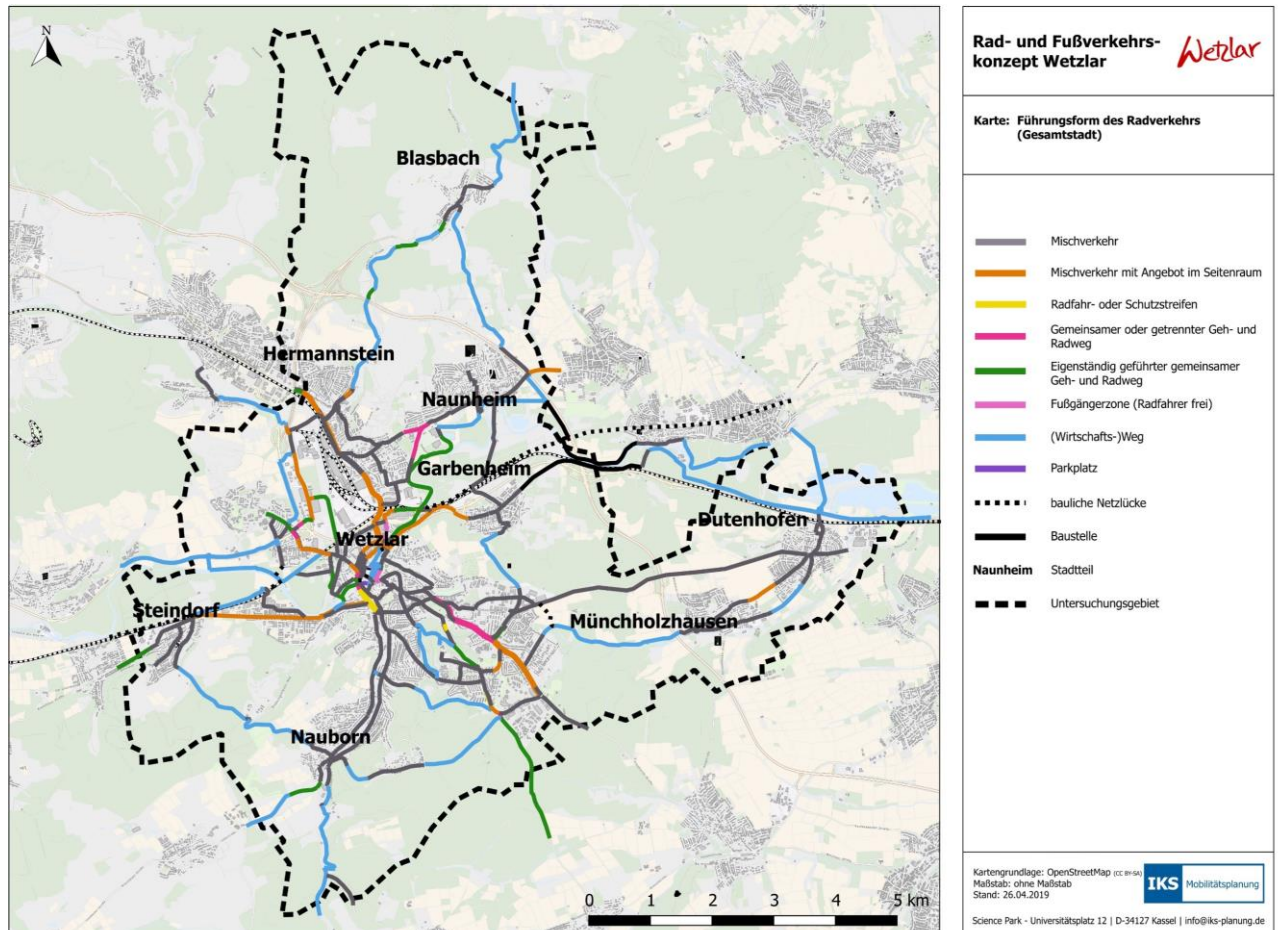 N
Blasbach
Hermannstein
Naunheim
Garbenheim
Wetzlar
Dutenhofen
Steindorf
Münchholzhausen
Nauborn
0 1 2 3 4 5 km
Rad- und Fußverkehrs-
konzept Wetzlar
Wetzlar
Karte: Führungsform des Radverkehrs
(Gesamtstadt)
Mischverkehr
Mischverkehr mit Angebot im Seitenraum
Radfahr- oder Schutzstreifen
Gemeinsamer oder getrennter Geh- und
Radweg
Eigenständig geführter gemeinsamer
Geh- und Radweg
Fußgängerzone (Radfahrer frei)
(Wirtschafts-)Weg
Parkplatz
bauliche Netzlücke
Baustelle
Naunheim Stadtteil
Untersuchungsgebiet
Kartengrundlage: OpenStreetMap (CC BY-SA)
Maßstab: ohne Maßstab
Stand: 26.04.2019
IKS Mobilitätsplanung
Science Park - Universitätsplatz 12 | D-34127 Kassel | info@iks-planung.de